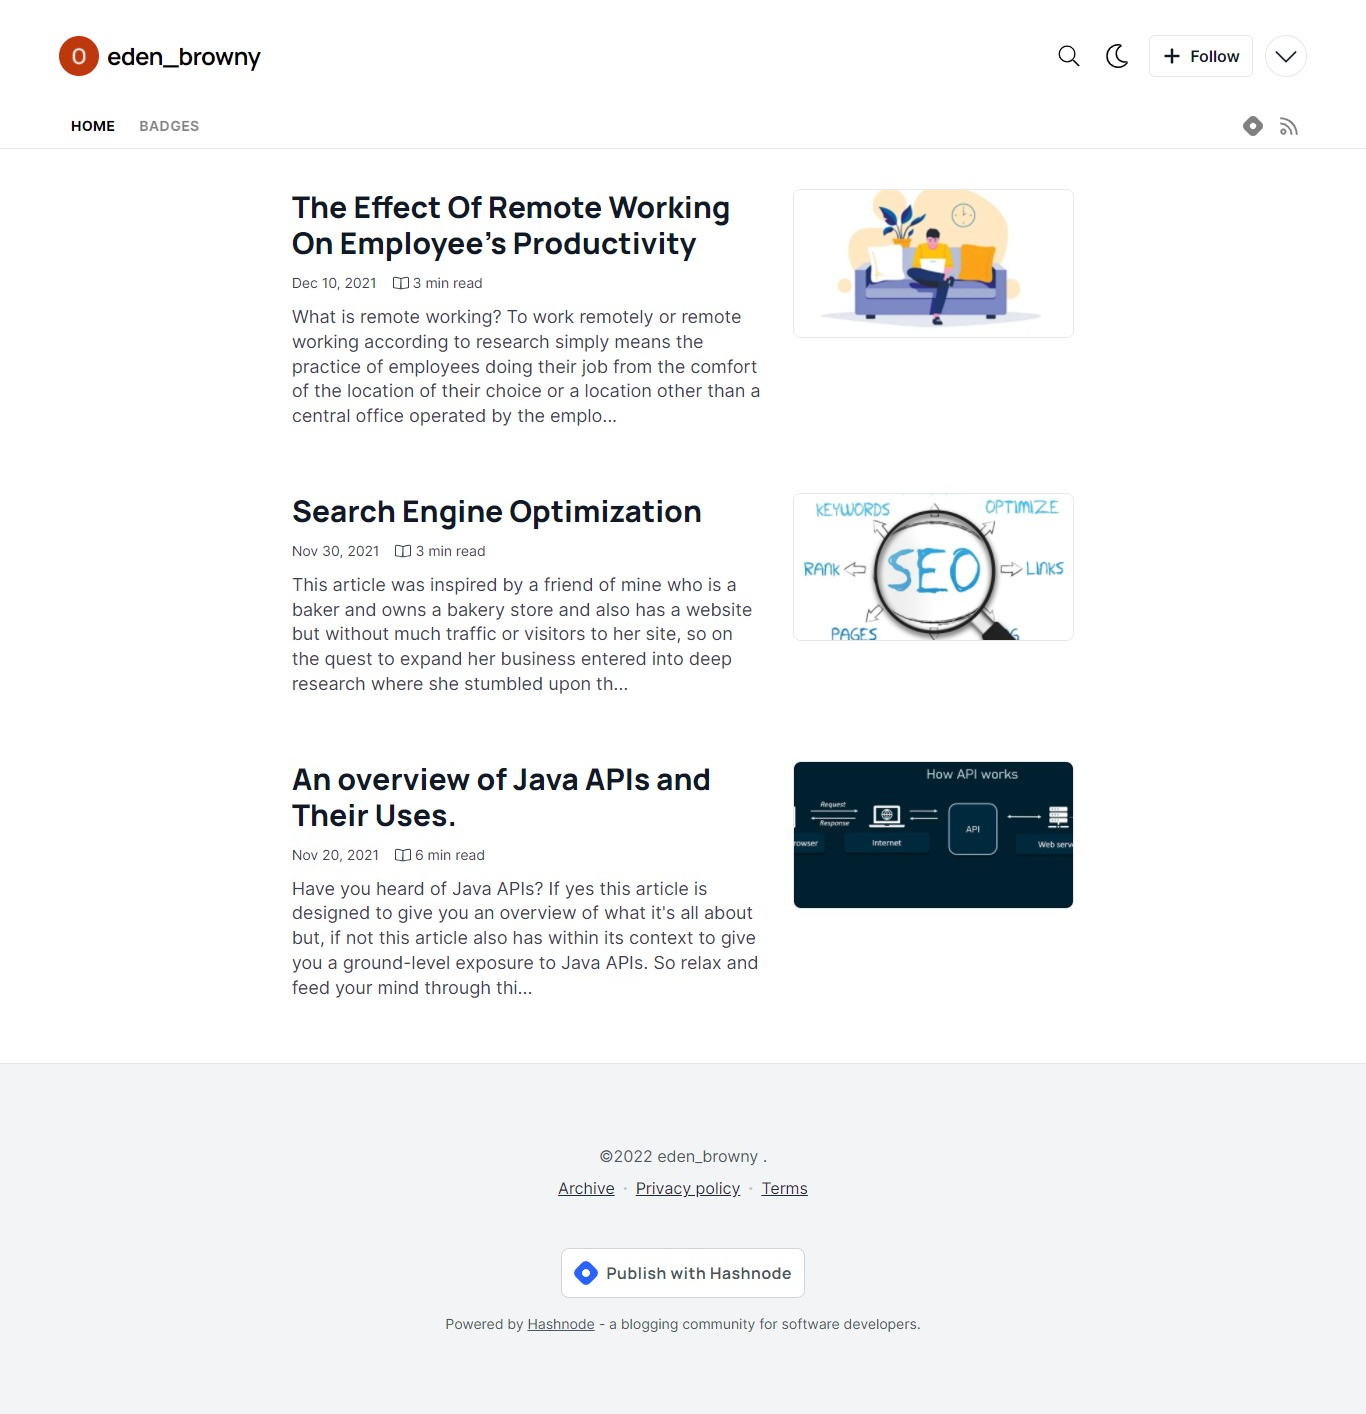 O eden_browny
Follow
HOME BADGES
The Effect Of Remote Working
On Employee's Productivity
Dec 10, 2021 3 min read
What is remote working? To work remotely or remote
working according to research simply means the
practice of employees doing their job from the comfort
of the location of their choice or a location other than a
central office operated by the emplo...
Search Engine Optimization
Nov 30, 2021 3 min read
This article was inspired by a friend of mine who is a
baker and owns a bakery store and also has a website
but without much traffic or visitors to her site, so on
the quest to expand her business entered into deep
research where she stumbled upon th...
KEYWORDS OPTIMIZE
RANK SEO LINKS
PAGES
An overview of Java APIs and
Their Uses.
Nov 20, 2021 6 min read
Have you heard of Java APIs? If yes this article is
designed to give you an overview of what it's all about
but, if not this article also has within its context to give
you a ground-level exposure to Java APIs. So relax and
feed your mind through thi...
How API works
Request
Response
API
rowser Internet Web serv
©2022 eden_browny .
Archive · Privacy policy · Terms
Publish with Hashnode
Powered by Hashnode - a blogging community for software developers.